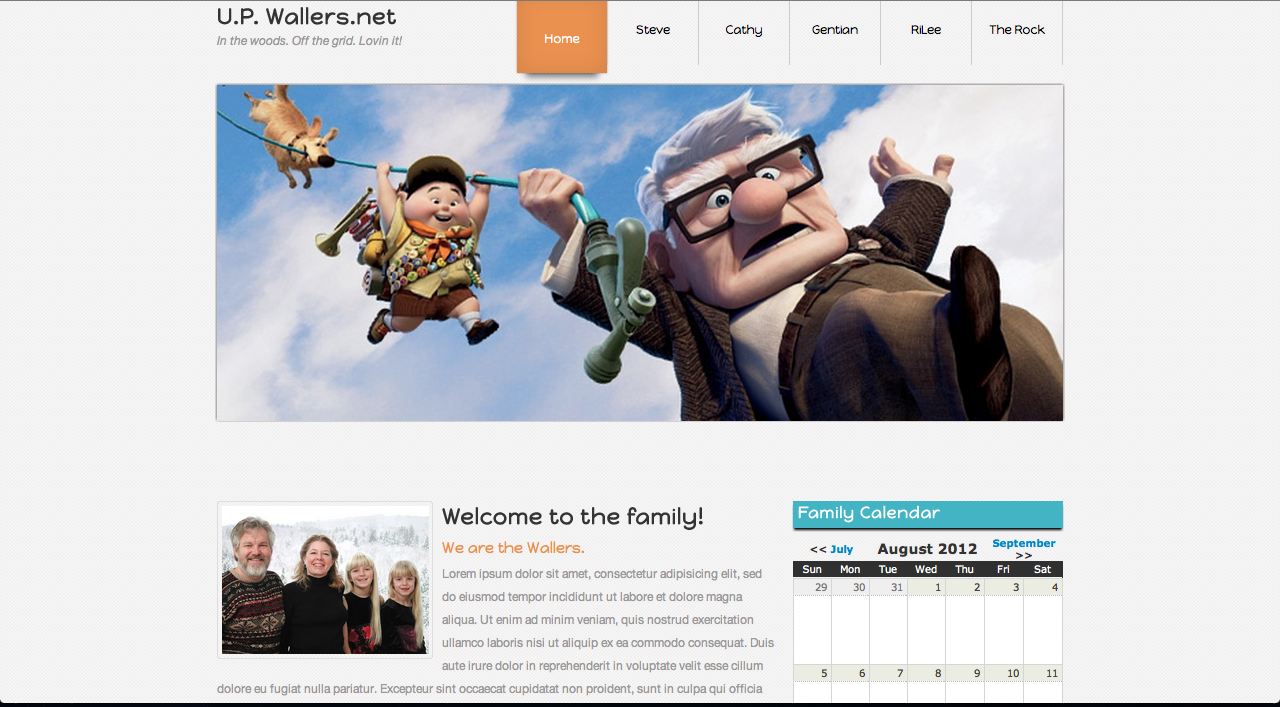 U.P. Wallers.net
In the woods. Off the grid. Lovin it!
Home
Steve
Cathy
Gentian
RiLee
The Rock
Welcome to the family!
We are the Wallers.
Lorem ipsum dolor sit amet, consectetur adipisicing elit, sed
do eiusmod tempor incididunt ut labore et dolore magna
aliqua. Ut enim ad minim veniam, quis nostrud exercitation
ullamco laboris nisi ut aliquip ex ea commodo consequat. Duis
aute irure dolor in reprehenderit in voluptate velit esse cillum
dolore eu fugiat nulla pariatur. Excepteur sint occaecat cupidatat non proident, sunt in culpa qui officia
Family Calendar
<< July August 2012 September >>
Sun Mon Tue Wed Thu Fri Sat
29 30 31 1 2 3 4
5 6 7 8 9 10 11